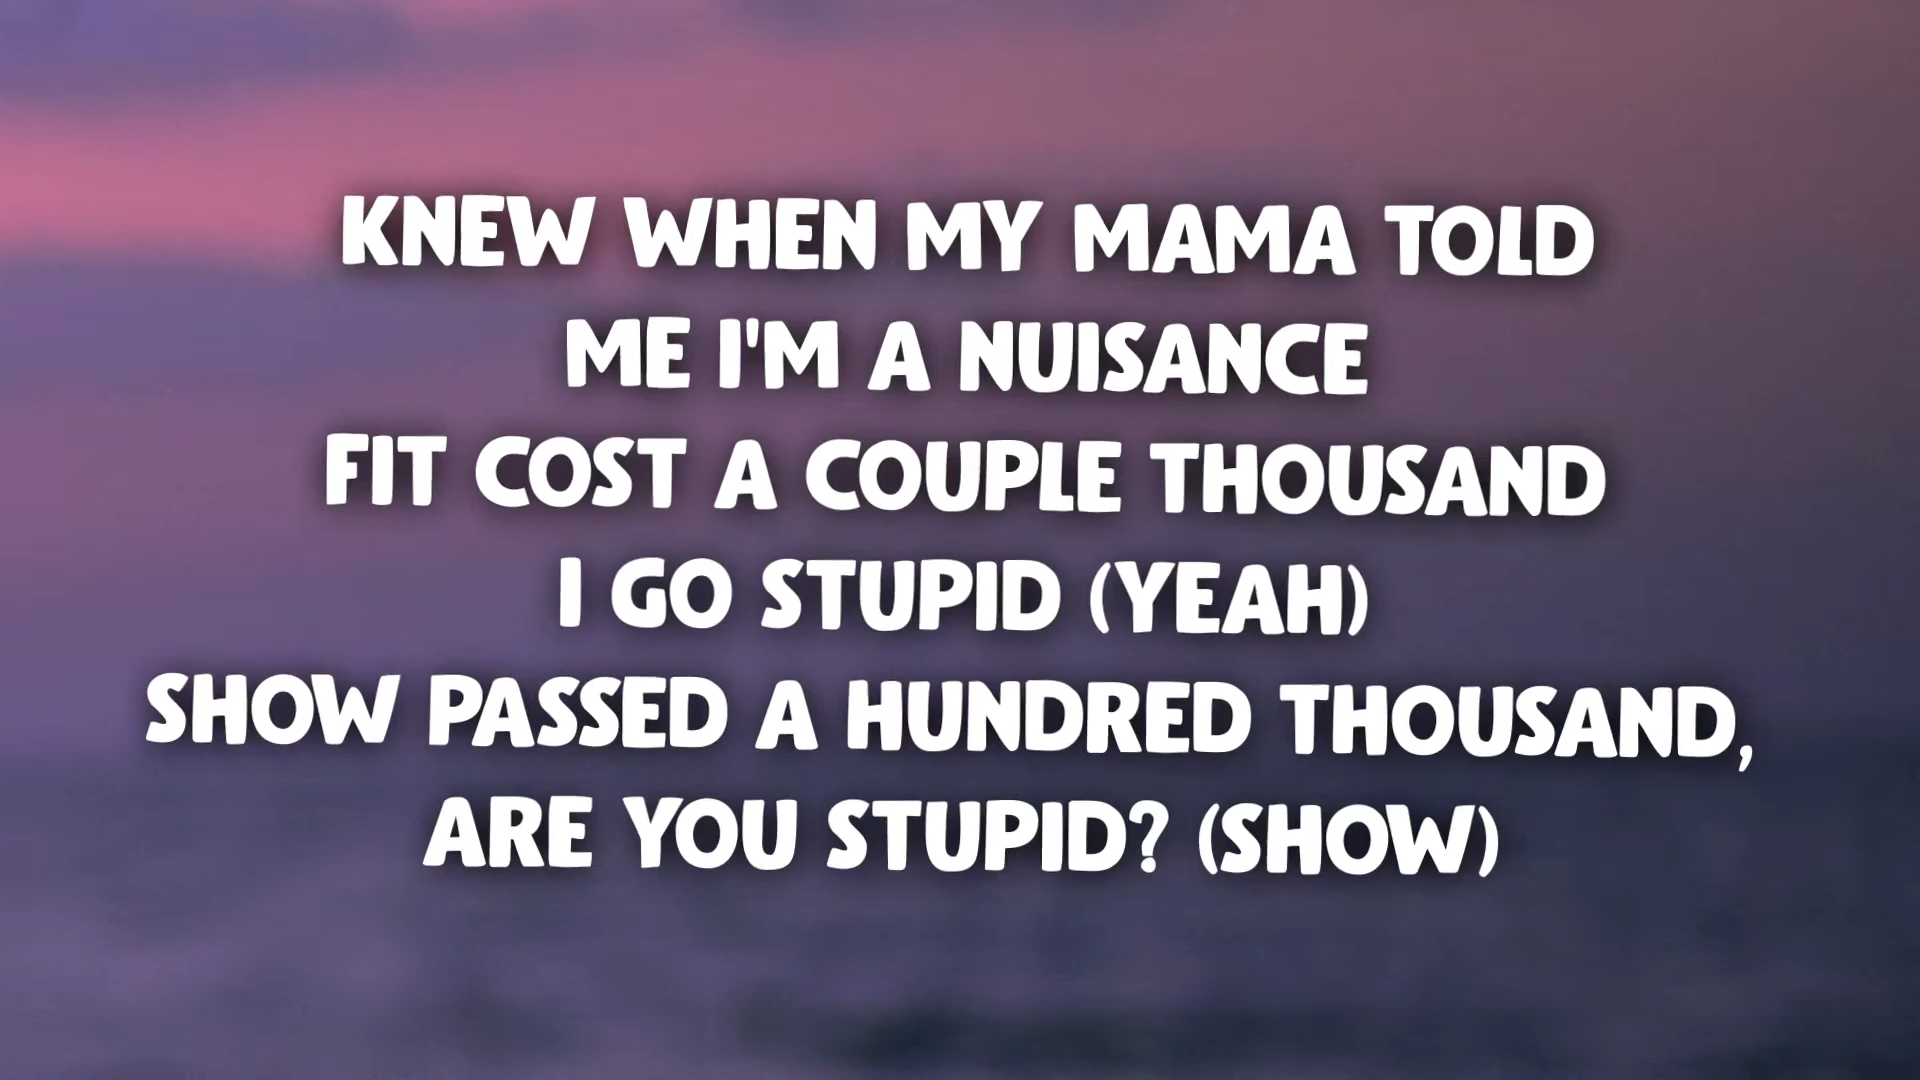 KNEW WHEN MY MAMA TOLD
ME I'M A NUISANCE
FIT COST A COUPLE THOUSAND
I GO STUPID (YEAH)
SHOW PASSED A HUNDRED THOUSAND,
ARE YOU STUPID? (SHOW)